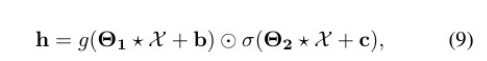 h = g(Θ₁ ⋆ 𝒳 + b) ⊙ σ(Θ₂ ⋆ 𝒳 + c), (9)